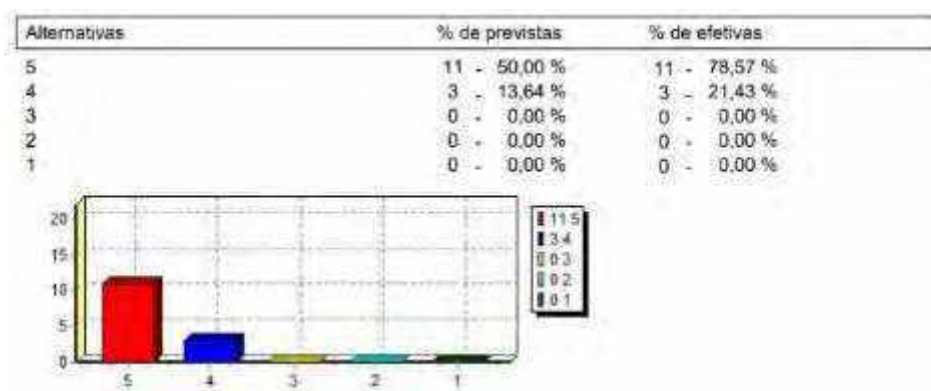 Alternativas % de previstas % de efetivas
5 11 - 50,00 % 11 - 78,57 %
4 3 - 13,64 % 3 - 21,43 %
3 0 - 0,00 % 0 - 0,00 %
2 0 - 0,00 % 0 - 0,00 %
1 0 - 0,00 % 0 - 0,00 %
20
15
10
5
0
5 4 3 2 1
11 5
3 4
0 3
0 2
0 1